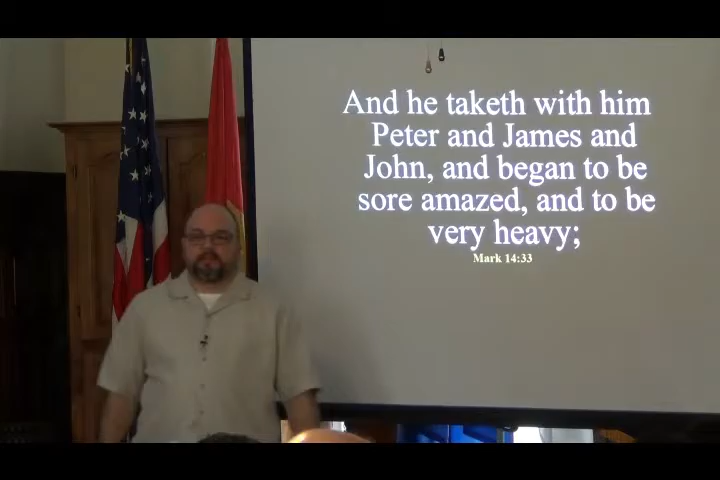 And he taketh with him
Peter and James and
John, and began to be
sore amazed, and to be
very heavy;
Mark 14:33